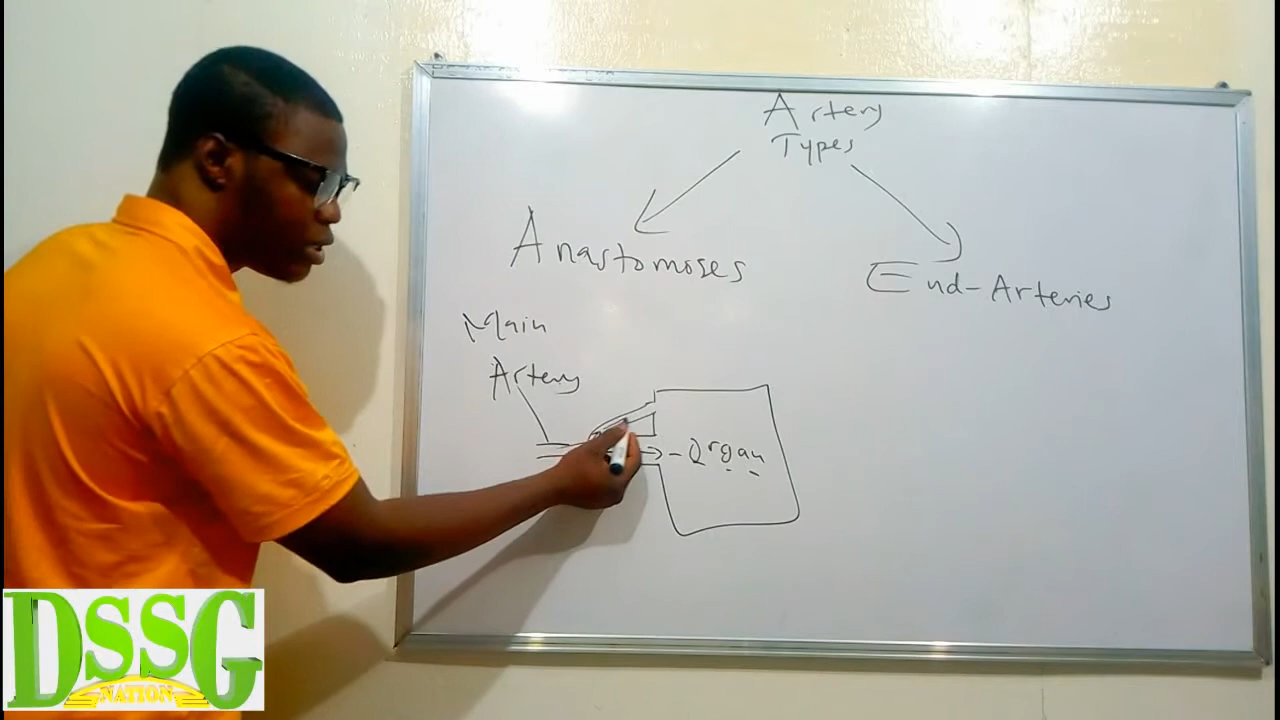 Artery
Types
Anastomoses
End-Arteries
Main
Artery
-Organ
DSSG
NATION